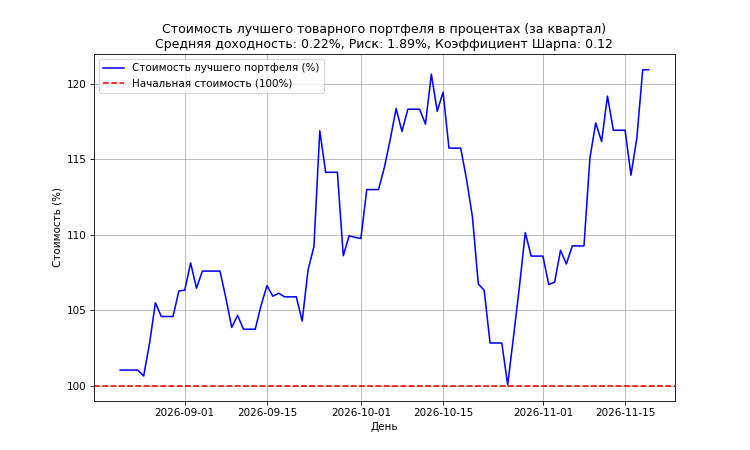 Стоимость лучшего товарного портфеля в процентах (за квартал)
Средняя доходность: 0.22%, Риск: 1.89%, Коэффициент Шарпа: 0.12
Стоимость лучшего портфеля (%)
Начальная стоимость (100%)
Стоимость (%)
120
115
110
105
100
2026-09-01
2026-09-15
2026-10-01
2026-10-15
2026-11-01
2026-11-15
День